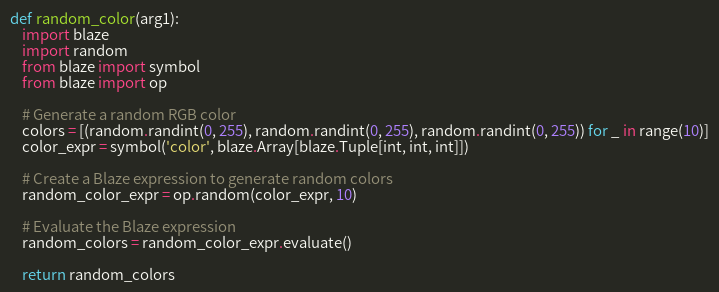 def random_color(arg1):
    import blaze
    import random
    from blaze import symbol
    from blaze import op

    # Generate a random RGB color
    colors = [(random.randint(0, 255), random.randint(0, 255), random.randint(0, 255)) for _ in range(10)]
    color_expr = symbol('color', blaze.Array[blaze.Tuple[int, int, int]])

    # Create a Blaze expression to generate random colors
    random_color_expr = op.random(color_expr, 10)

    # Evaluate the Blaze expression
    random_colors = random_color_expr.evaluate()

    return random_colors